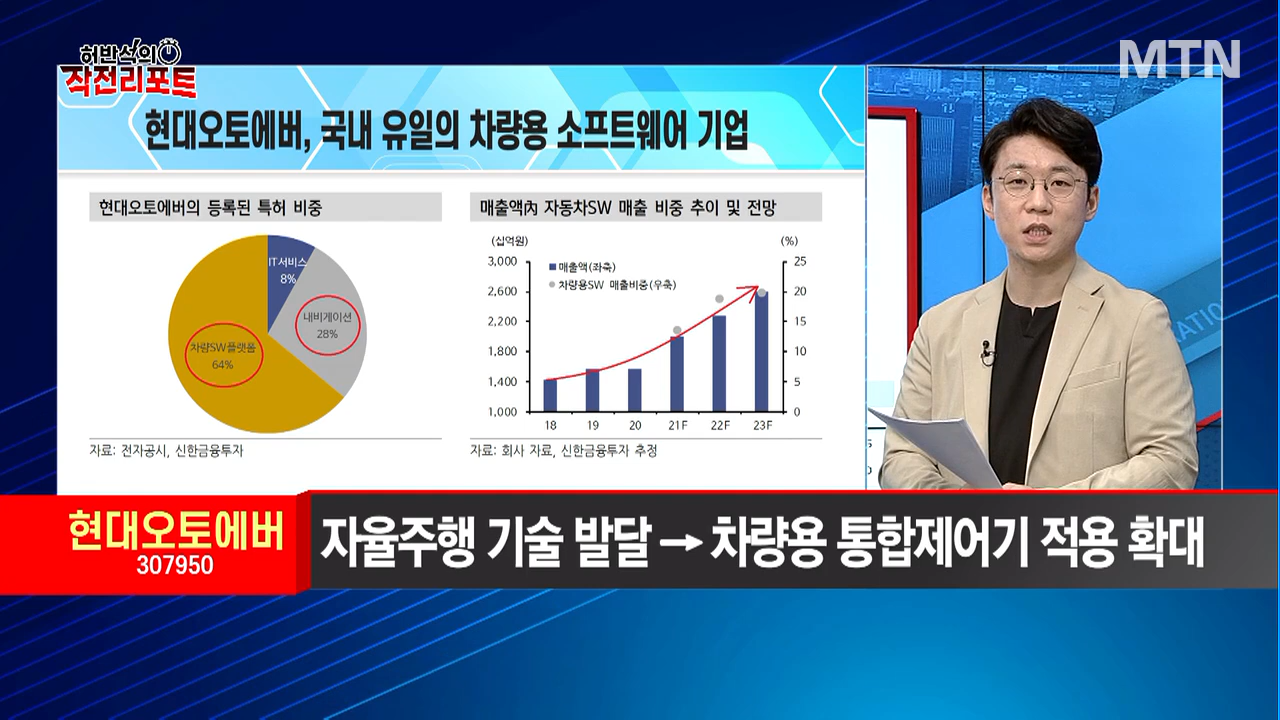 허반석의
작전리포트
MTN
현대오토에버, 국내 유일의 차량용 소프트웨어 기업
현대오토에버의 등록된 특허 비중
IT서비스
8%
내비게이션
28%
차량SW플랫폼
64%
자료: 전자공시, 신한금융투자
매출액內 자동차SW 매출 비중 추이 및 전망
(십억원)
(%)
매출액(좌축)
차량용SW 매출비중(우축)
3,000
2,600
2,200
1,800
1,400
1,000
25
20
15
10
5
0
18 19 20 21F 22F 23F
자료: 회사 자료, 신한금융투자 추정
현대오토에버
307950
자율주행 기술 발달 → 차량용 통합제어기 적용 확대